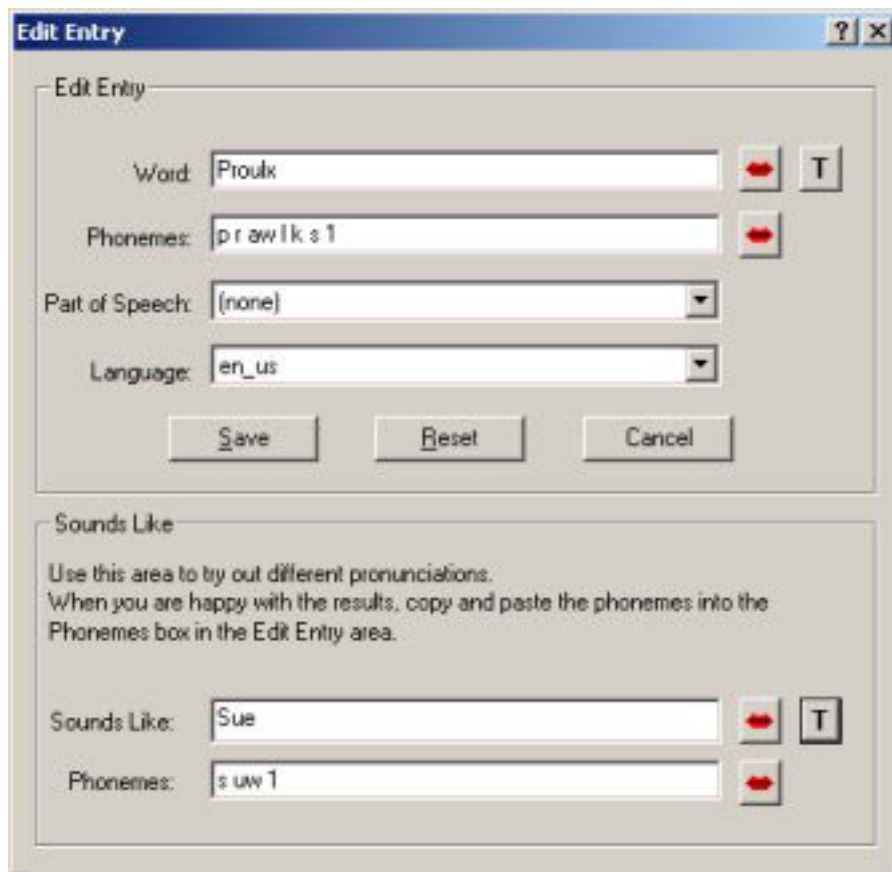 Edit Entry
Edit Entry
Word: Proulx T
Phonemes: p r aw l k s 1
Part of Speech: (none)
Language: en_us
Save Reset Cancel
Sounds Like
Use this area to try out different pronunciations.
When you are happy with the results, copy and paste the phonemes into the
Phonemes box in the Edit Entry area.
Sounds Like: Sue T
Phonemes: s uw 1